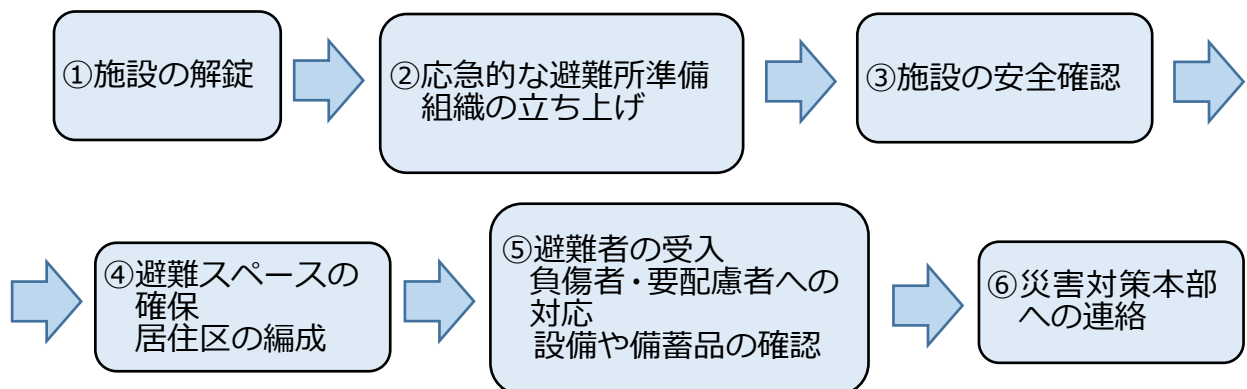 ①施設の解錠
②応急的な避難所準備
組織の立ち上げ
③施設の安全確認
④避難スペースの
確保
居住区の編成
⑤避難者の受入
負傷者・要配慮者への
対応
設備や備蓄品の確認
⑥災害対策本部
への連絡